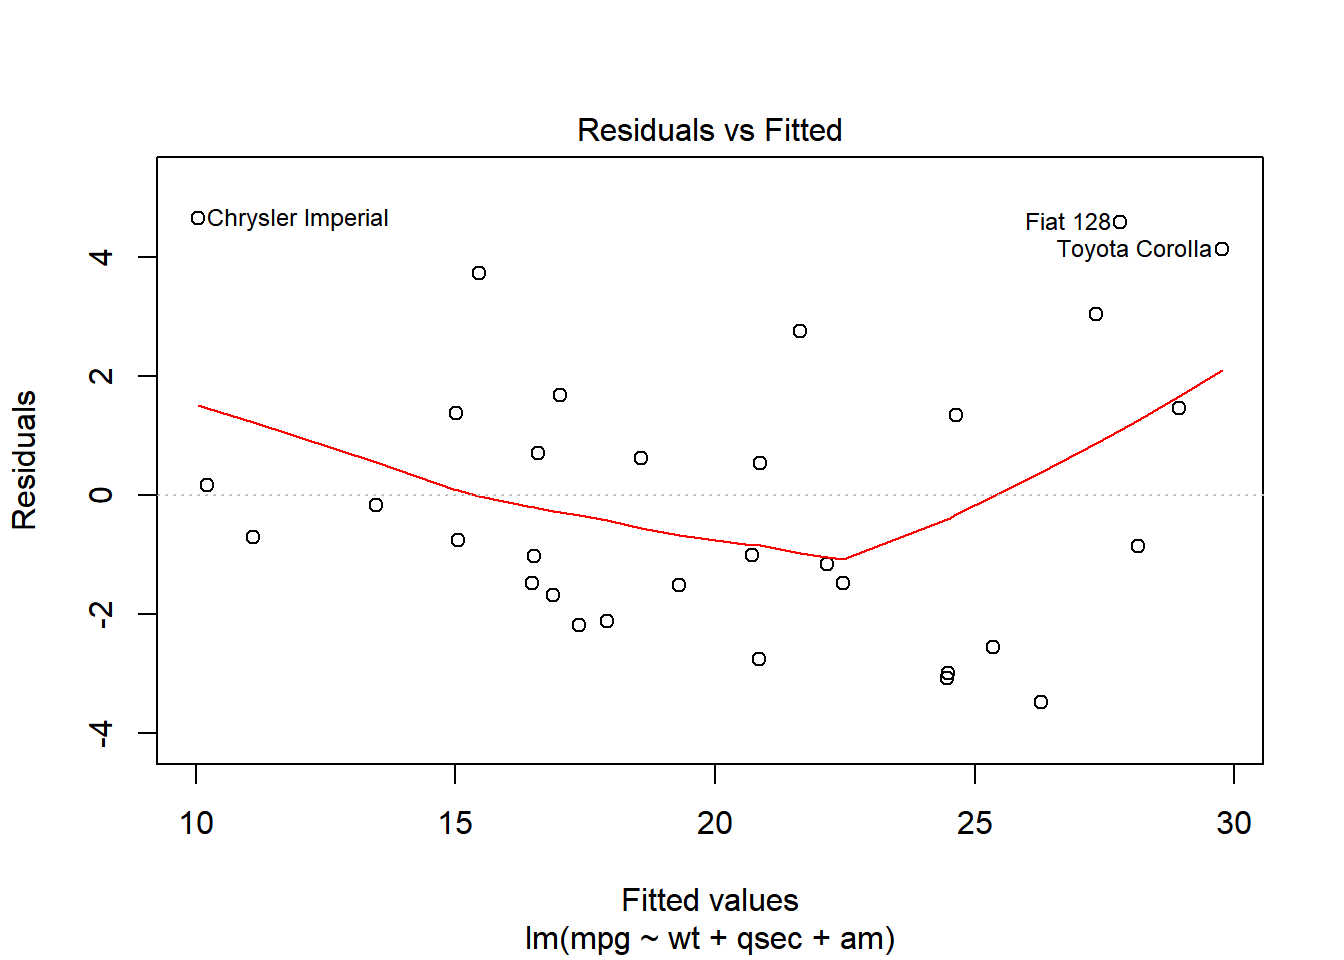 Residuals vs Fitted
Chrysler Imperial
Fiat 128
Toyota Corolla
4
2
0
-2
-4
Residuals
10 15 20 25 30
Fitted values
lm(mpg ~ wt + qsec + am)